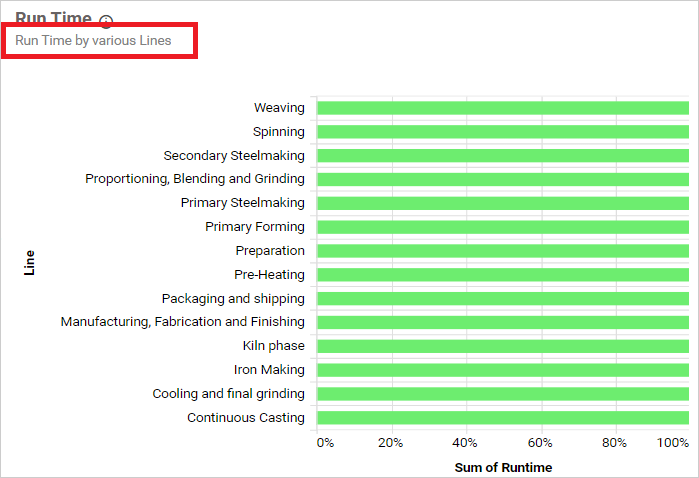 Run Time
Run Time by various Lines
Weaving
Spinning
Secondary Steelmaking
Proportioning, Blending and Grinding
Primary Steelmaking
Primary Forming
Preparation
Pre-Heating
Packaging and shipping
Manufacturing, Fabrication and Finishing
Kiln phase
Iron Making
Cooling and final grinding
Continuous Casting
Line
0% 20% 40% 60% 80% 100%
Sum of Runtime